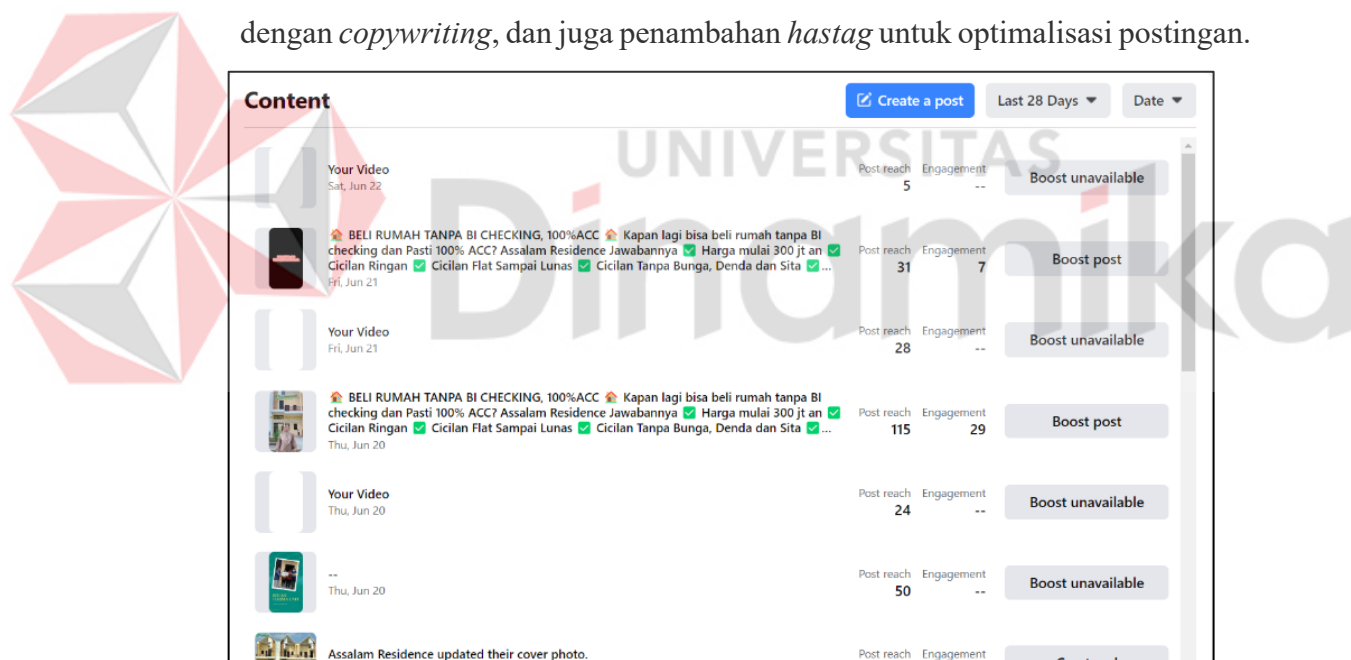 dengan copywriting, dan juga penambahan hastag untuk optimalisasi postingan.
UNIVERSITAS
Dinamika
Content
Create a post
Last 28 Days
Date
Your Video
Sat, Jun 22
Post reach Engagement
5 --
Boost unavailable
🏠 BELI RUMAH TANPA BI CHECKING, 100%ACC 🏠 Kapan lagi bisa beli rumah tanpa BI
checking dan Pasti 100% ACC? Assalam Residence Jawabannya ✅ Harga mulai 300 jt an ✅
Cicilan Ringan ✅ Cicilan Flat Sampai Lunas ✅ Cicilan Tanpa Bunga, Denda dan Sita ✅ ...
Fri, Jun 21
Post reach Engagement
31 7
Boost post
Your Video
Fri, Jun 21
Post reach Engagement
28 --
Boost unavailable
🏠 BELI RUMAH TANPA BI CHECKING, 100%ACC 🏠 Kapan lagi bisa beli rumah tanpa BI
checking dan Pasti 100% ACC? Assalam Residence Jawabannya ✅ Harga mulai 300 jt an ✅
Cicilan Ringan ✅ Cicilan Flat Sampai Lunas ✅ Cicilan Tanpa Bunga, Denda dan Sita ✅ ...
Thu, Jun 20
Post reach Engagement
115 29
Boost post
Your Video
Thu, Jun 20
Post reach Engagement
24 --
Boost unavailable
--
Thu, Jun 20
Post reach Engagement
50 --
Boost unavailable
Assalam Residence updated their cover photo.
Post reach Engagement